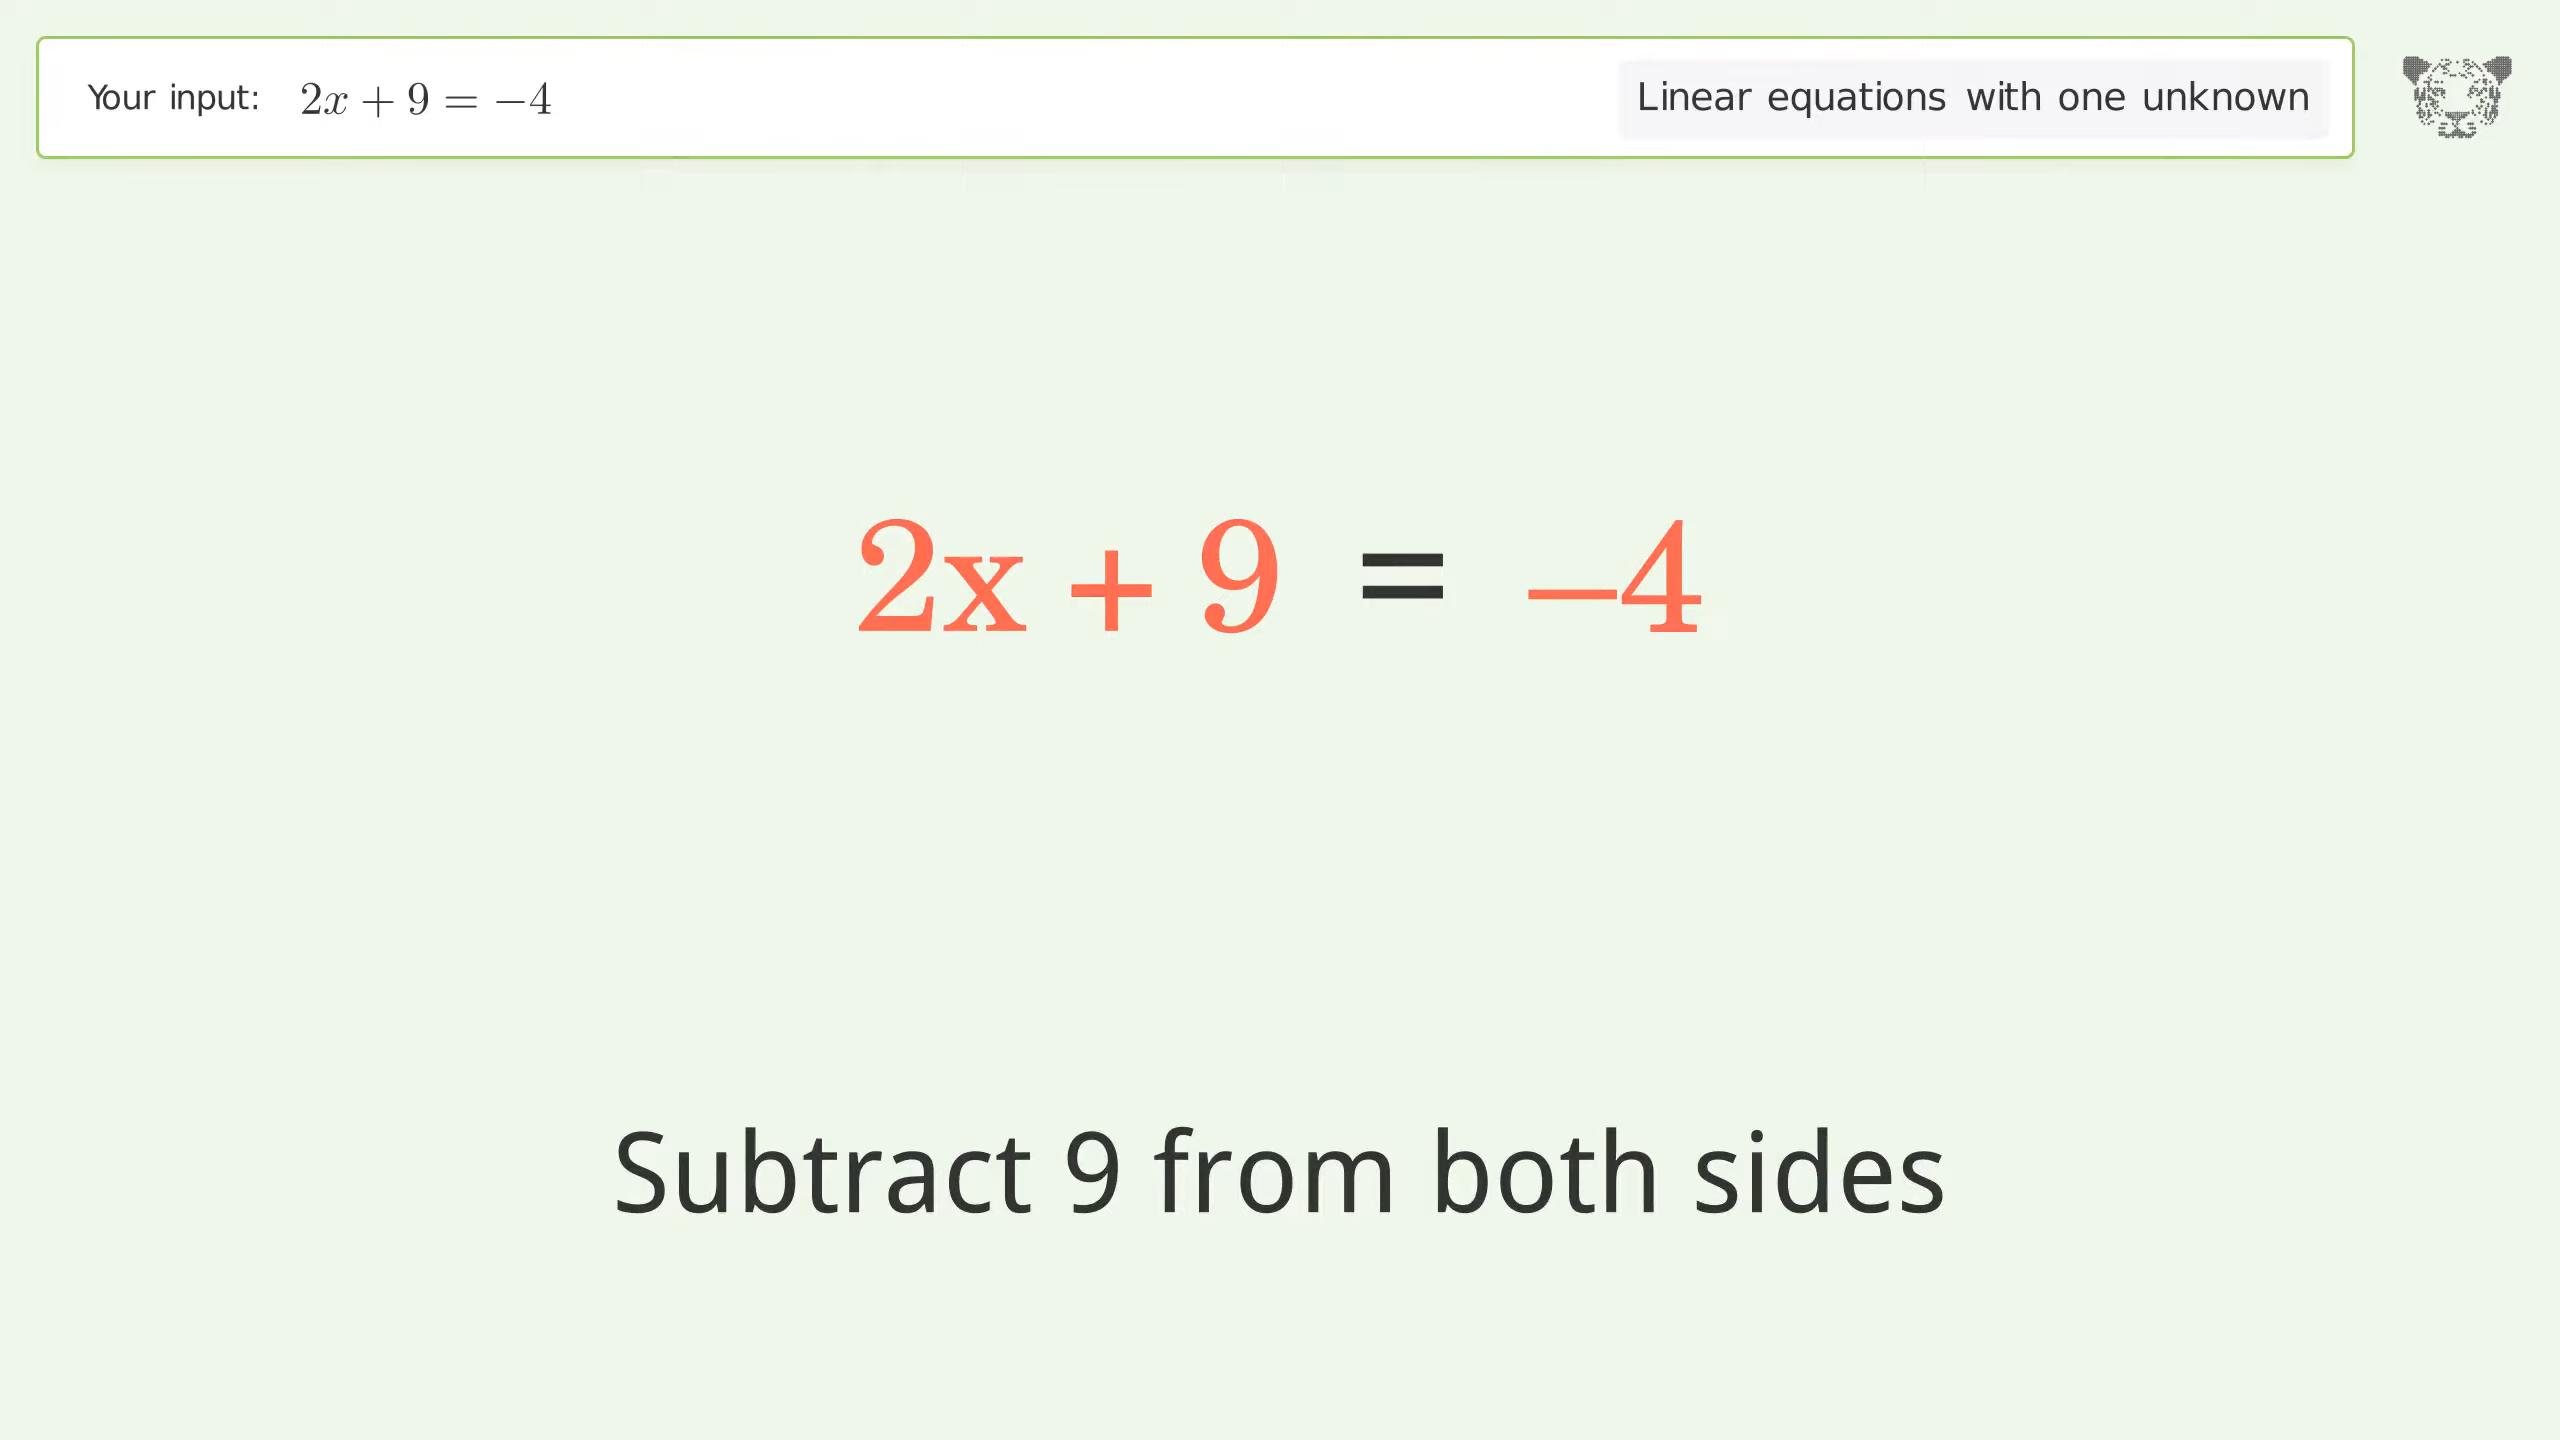 Your input: 2x + 9 = −4
Linear equations with one unknown
2x + 9 = −4
Subtract 9 from both sides